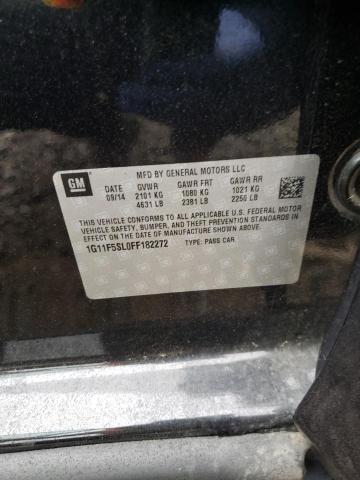 GM
MFD BY GENERAL MOTORS LLC
DATE GVWR GAWR FRT GAWR RR
09/14 2101 KG 1080 KG 1021 KG
4631 LB 2381 LB 2250 LB
THIS VEHICLE CONFORMS TO ALL APPLICABLE U.S. FEDERAL MOTOR
VEHICLE SAFETY, BUMPER, AND THEFT PREVENTION STANDARDS IN
EFFECT ON THE DATE OF MANUFACTURE SHOWN ABOVE.
1G11F5SL0FF182272 TYPE: PASS CAR